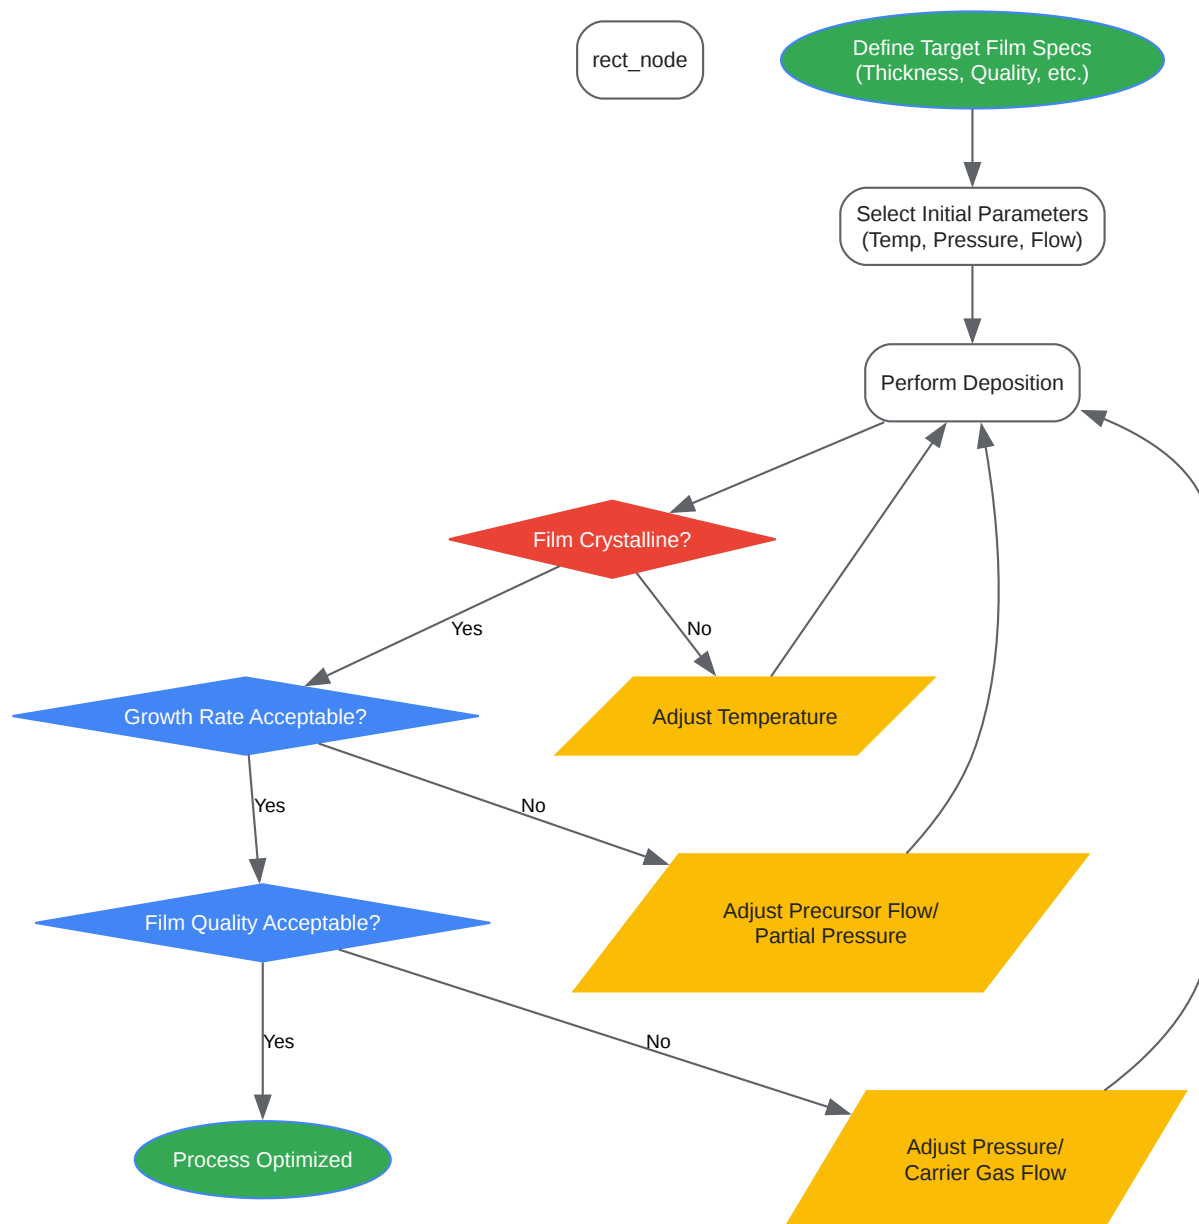 rect_node
Define Target Film Specs
(Thickness, Quality, etc.)
Select Initial Parameters
(Temp, Pressure, Flow)
Perform Deposition
Film Crystalline?
Yes
No
Growth Rate Acceptable?
Adjust Temperature
Yes
No
Film Quality Acceptable?
Adjust Precursor Flow/
Partial Pressure
Yes
No
Process Optimized
Adjust Pressure/
Carrier Gas Flow